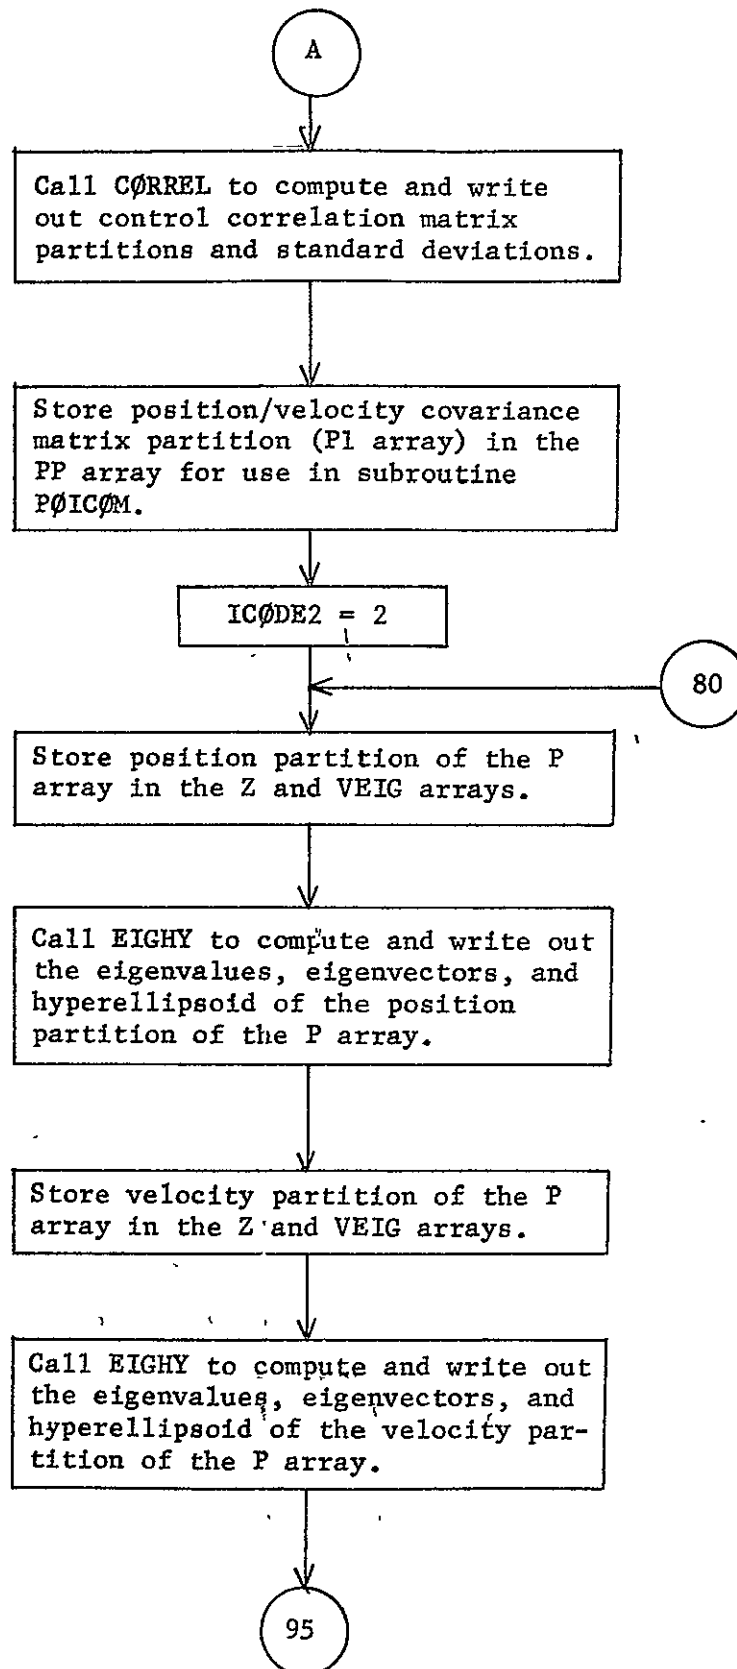 A
Call CØRREL to compute and write
out control correlation matrix
partitions and standard deviations.
Store position/velocity covariance
matrix partition (P1 array) in the
PP array for use in subroutine
PØICØM.
ICØDE2 = 2
80
Store position partition of the P
array in the Z and VEIG arrays.
Call EIGHY to compute and write out
the eigenvalues, eigenvectors, and
hyperellipsoid of the position
partition of the P array.
Store velocity partition of the P
array in the Z and VEIG arrays.
Call EIGHY to compute and write out
the eigenvalues, eigenvectors, and
hyperellipsoid of the velocity par-
tition of the P array.
95